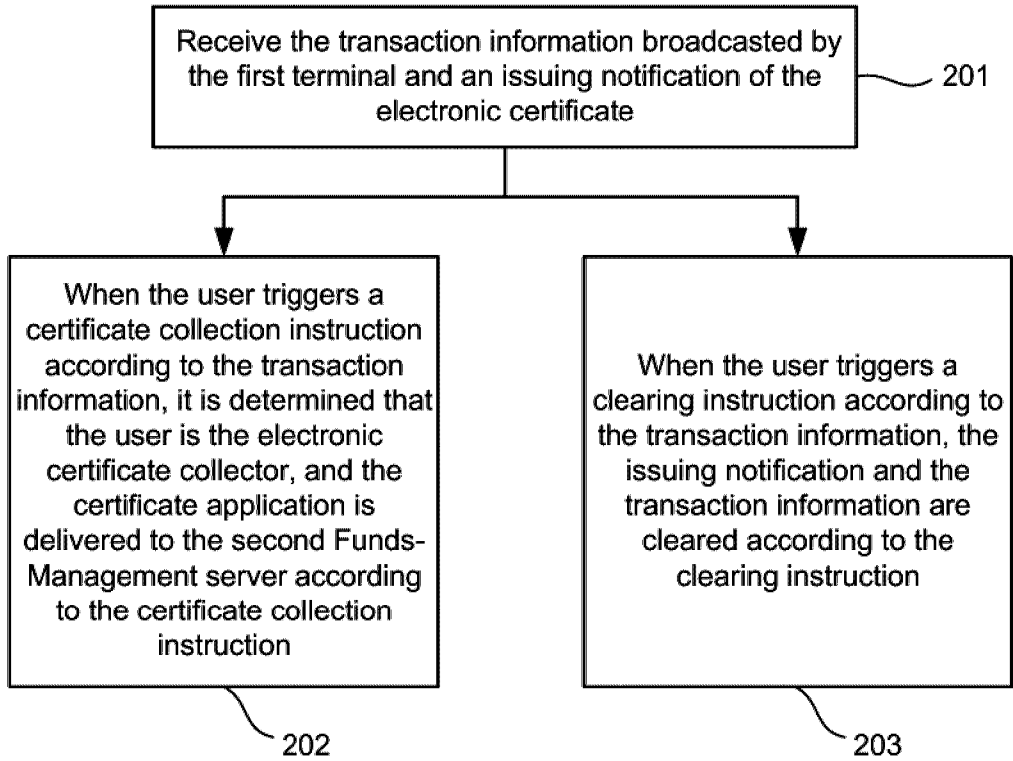 Receive the transaction information broadcasted by
the first terminal and an issuing notification of the
electronic certificate
201
When the user triggers a
certificate collection instruction
according to the transaction
information, it is determined that
the user is the electronic
certificate collector, and the
certificate application is
delivered to the second Funds-
Management server according
to the certificate collection
instruction
202
When the user triggers a
clearing instruction according to
the transaction information, the
issuing notification and the
transaction information are
cleared according to the
clearing instruction
203